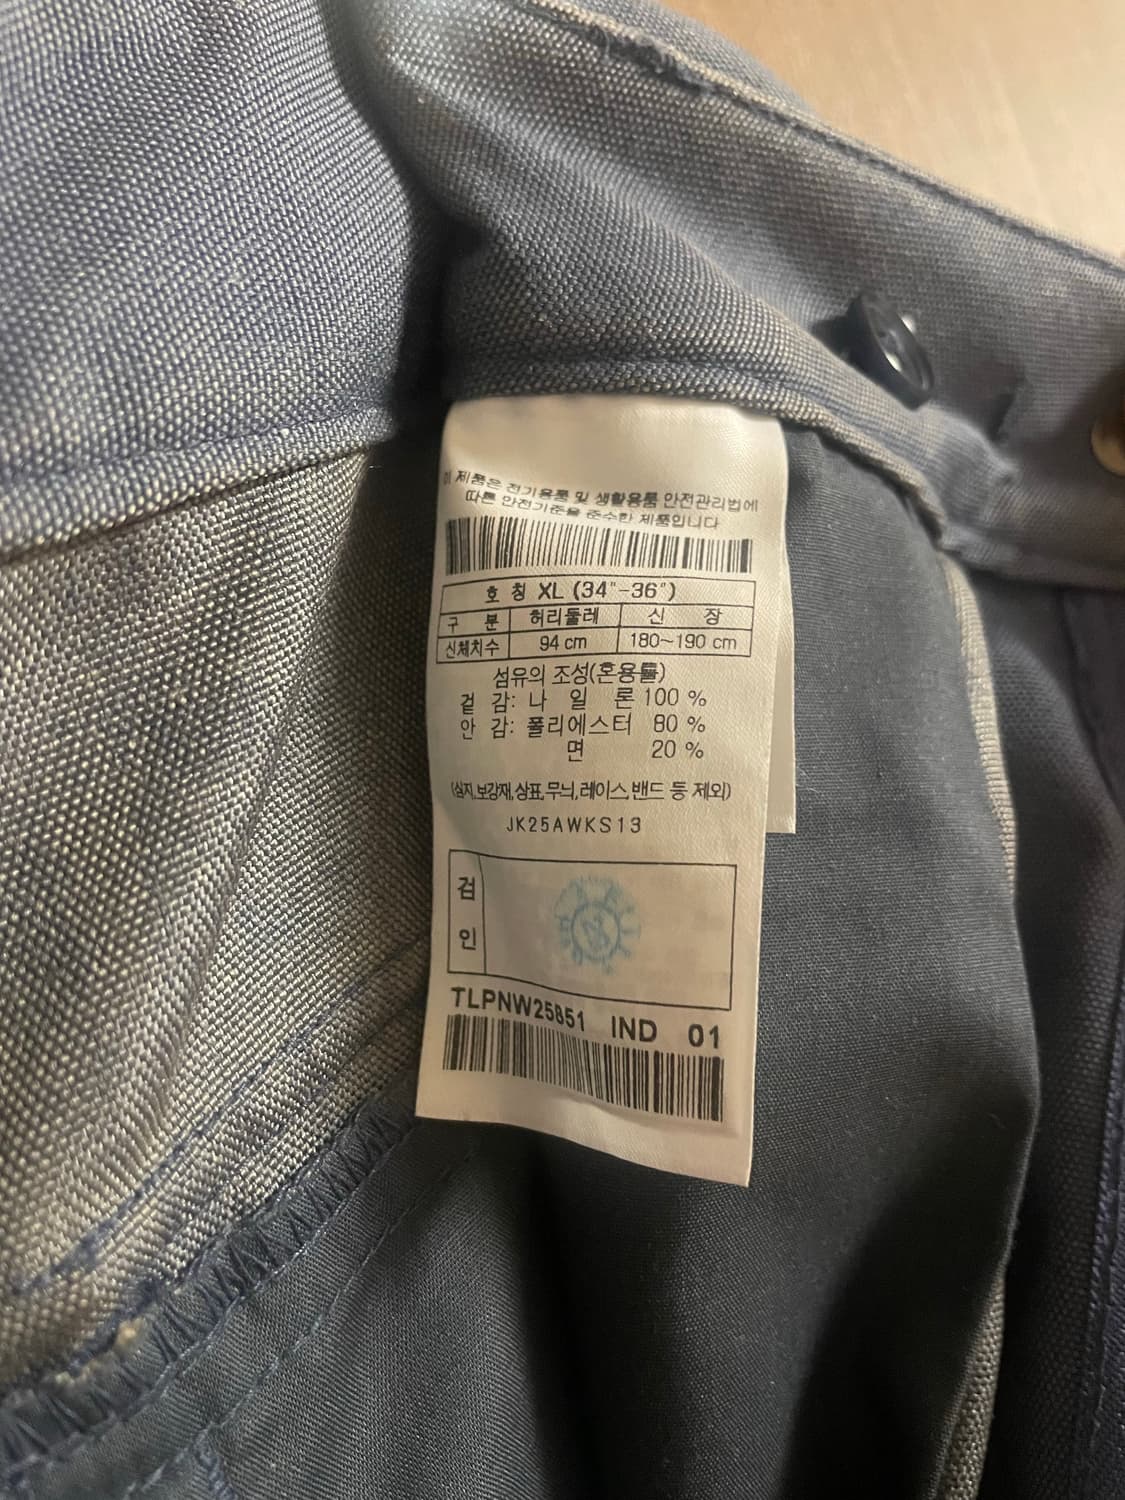 이 제품은 전기용품 및 생활용품 안전관리법에
따른 안전기준을 준수한 제품입니다
호 칭 XL (34"-36")
구 분 허리둘레 신 장
신체치수 94 cm 180~190 cm
섬유의 조성(혼용률)
겉 감: 나 일 론 100 %
안 감: 폴리에스터 80 %
면 20 %
(심지,보강재,상표,무늬,레이스,밴드 등 제외)
JK25AWKS13
검
인
TLPNW25851 IND 01